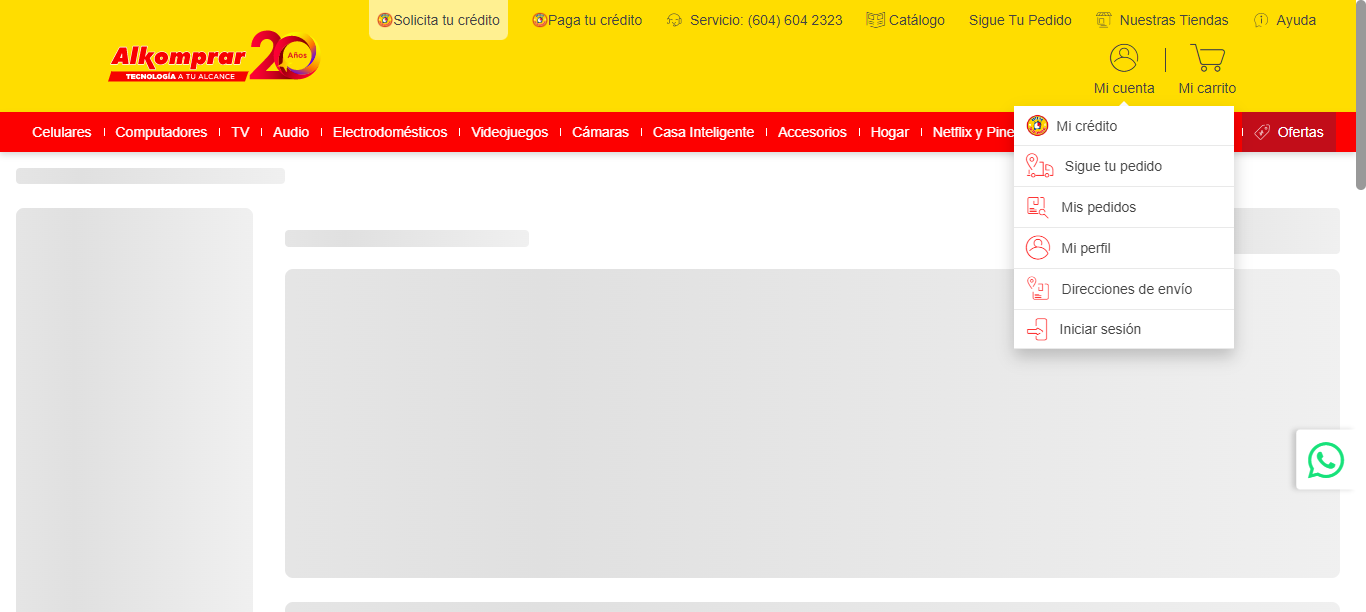 Solicita tu crédito
Paga tu crédito
Servicio: (604) 604 2323
Catálogo
Sigue Tu Pedido
Nuestras Tiendas
Ayuda
Alkomprar 20 Años
TECNOLOGÍA A TU ALCANCE
Mi cuenta
Mi carrito
Celulares
Computadores
TV
Audio
Electrodomésticos
Videojuegos
Cámaras
Casa Inteligente
Accesorios
Hogar
Netflix y Pine
Ofertas
Mi crédito
Sigue tu pedido
Mis pedidos
Mi perfil
Direcciones de envío
Iniciar sesión